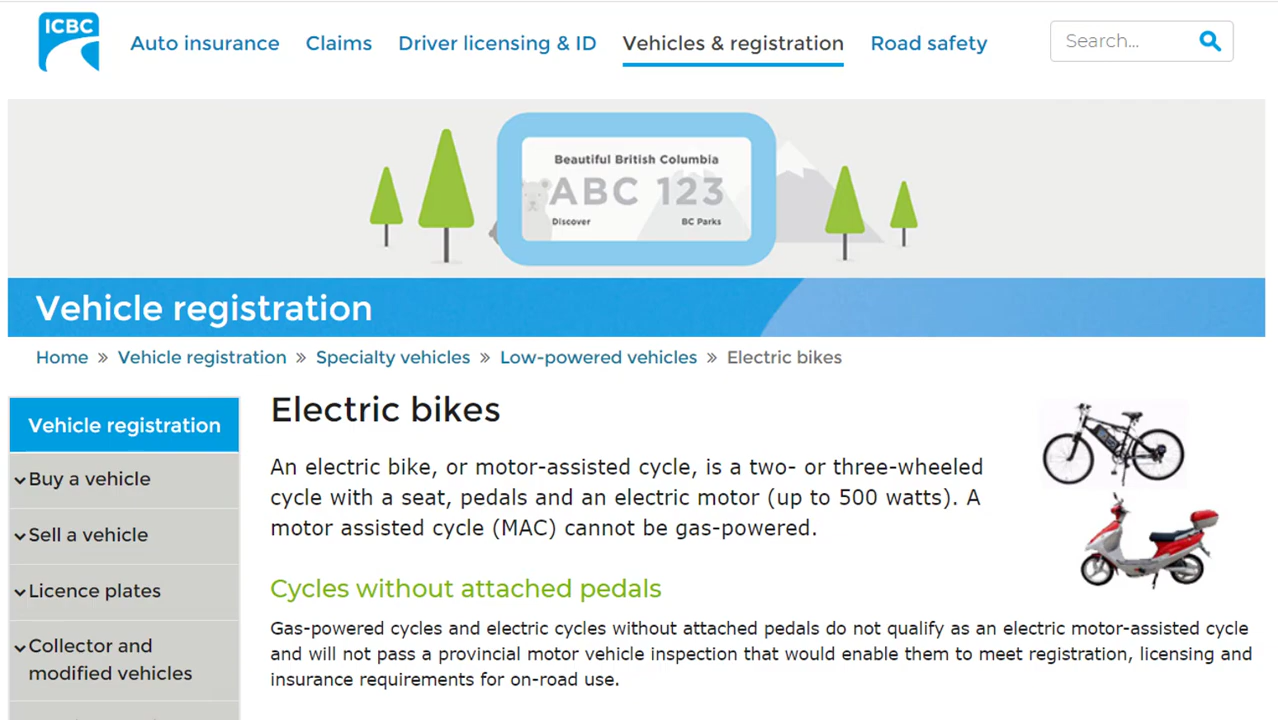 ICBC
Auto insurance
Claims
Driver licensing & ID
Vehicles & registration
Road safety
Search...
Beautiful British Columbia
ABC 123
Discover
BC Parks
Vehicle registration
Home » Vehicle registration » Specialty vehicles » Low-powered vehicles » Electric bikes
Vehicle registration
Buy a vehicle
Sell a vehicle
Licence plates
Collector and
modified vehicles
Electric bikes
An electric bike, or motor-assisted cycle, is a two- or three-wheeled
cycle with a seat, pedals and an electric motor (up to 500 watts). A
motor assisted cycle (MAC) cannot be gas-powered.
Cycles without attached pedals
Gas-powered cycles and electric cycles without attached pedals do not qualify as an electric motor-assisted cycle
and will not pass a provincial motor vehicle inspection that would enable them to meet registration, licensing and
insurance requirements for on-road use.